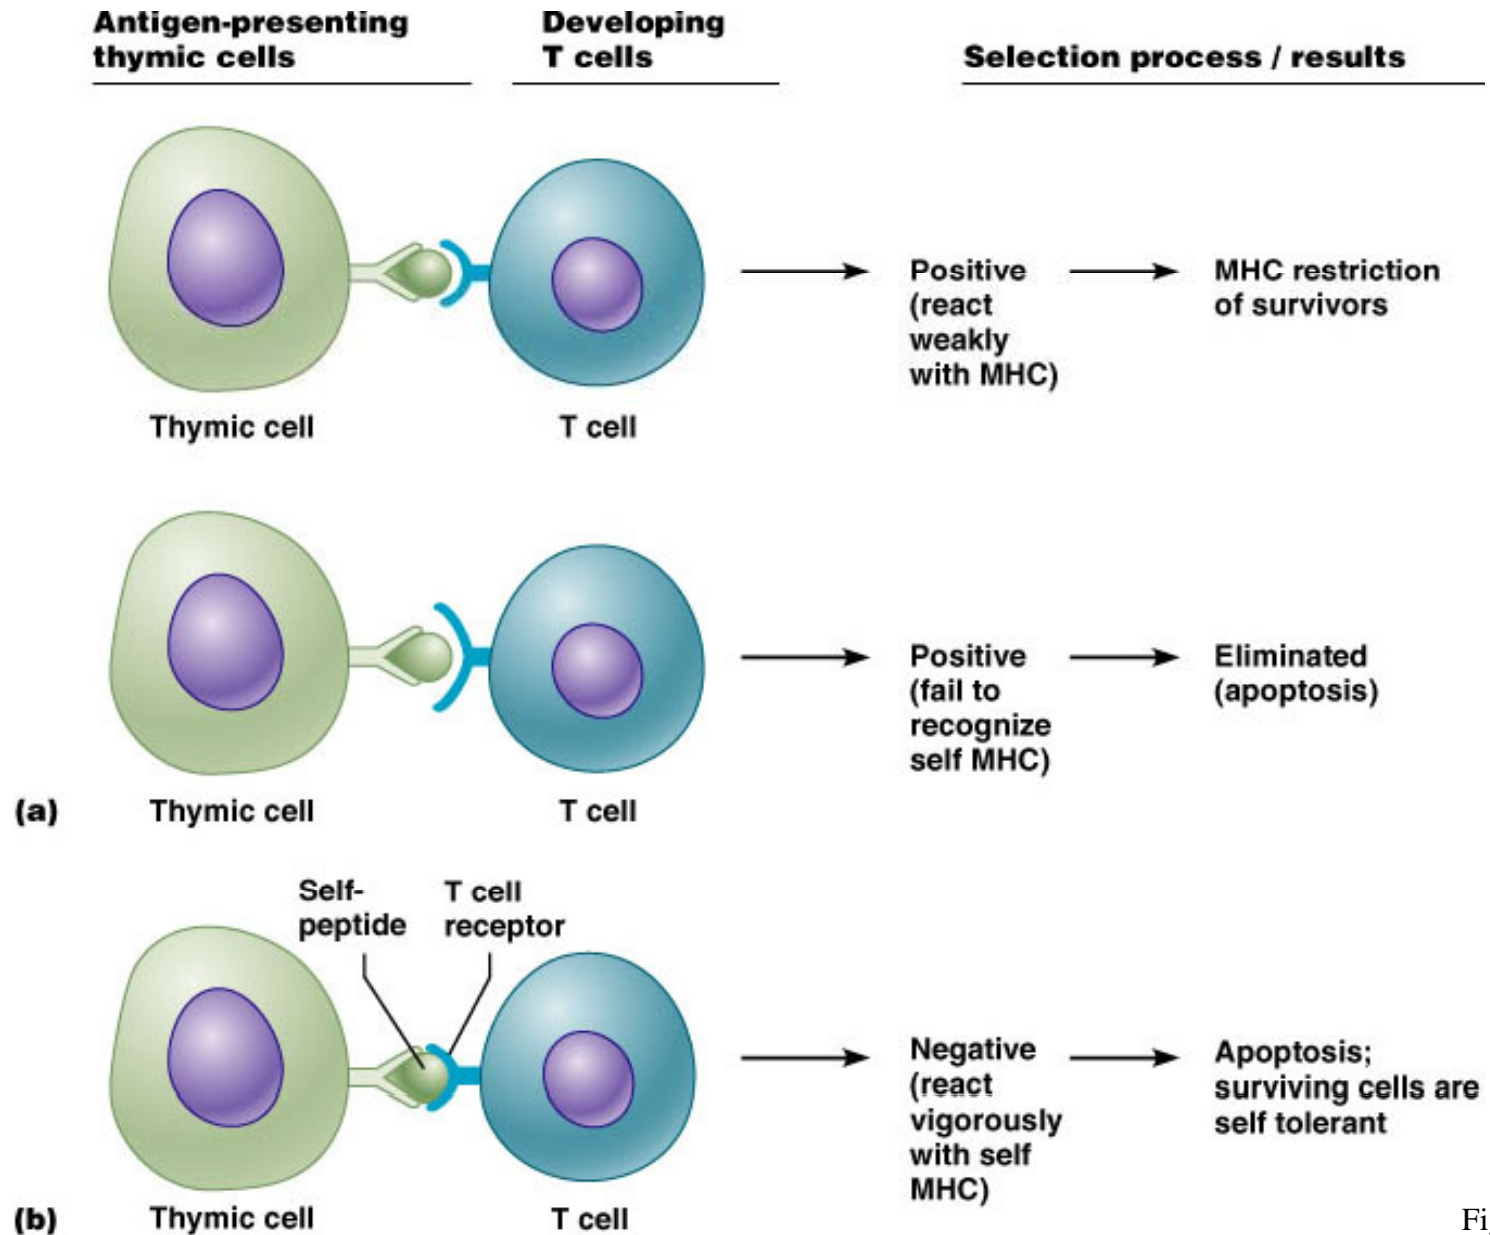 Antigen-presenting
thymic cells
Developing
T cells
Selection process / results
Positive
(react
weakly
with MHC)
MHC restriction
of survivors
Thymic cell
T cell
Positive
(fail to
recognize
self MHC)
Eliminated
(apoptosis)
(a)
Thymic cell
T cell
Self-
peptide
T cell
receptor
Negative
(react
vigorously
with self
MHC)
Apoptosis;
surviving cells are
self tolerant
(b)
Thymic cell
T cell